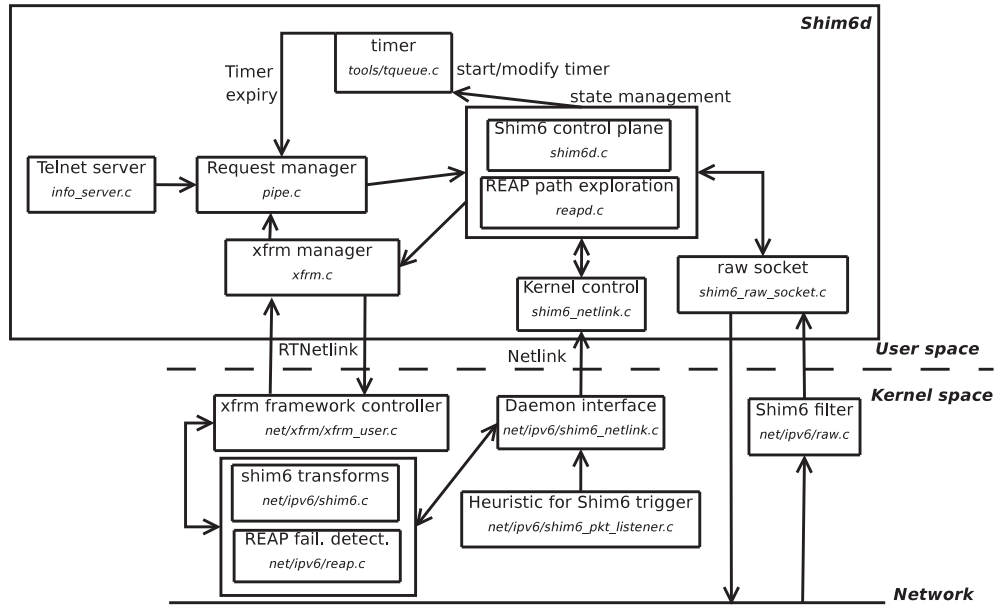 Shim6d
timer
tools/tqueue.c
start/modify timer
Timer
expiry
state management
Shim6 control plane
shim6d.c
Telnet server
info_server.c
Request manager
pipe.c
REAP path exploration
reapd.c
xfrm manager
xfrm.c
Kernel control
shim6_netlink.c
raw socket
shim6_raw_socket.c
RTNetlink
Netlink
User space
Kernel space
xfrm framework controller
net/xfrm/xfrm_user.c
Daemon interface
net/ipv6/shim6_netlink.c
Shim6 filter
net/ipv6/raw.c
shim6 transforms
net/ipv6/shim6.c
Heuristic for Shim6 trigger
net/ipv6/shim6_pkt_listener.c
REAP fail. detect.
net/ipv6/reap.c
Network